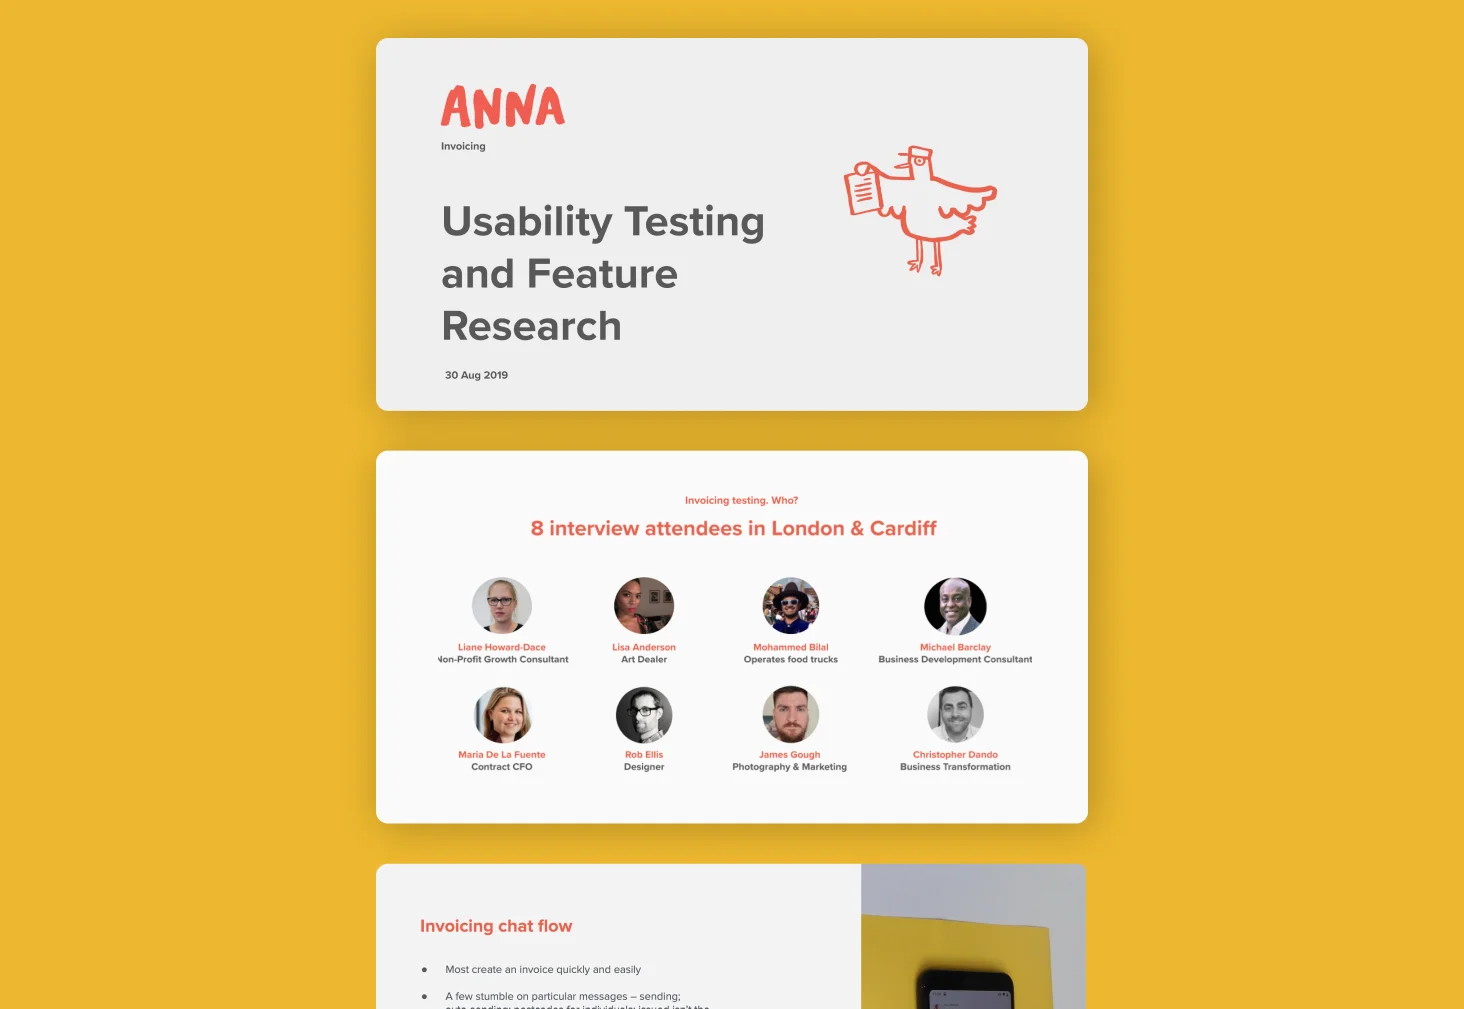 ANNA
Invoicing
Usability Testing
and Feature
Research
30 Aug 2019
Invoicing testing. Who?
8 interview attendees in London & Cardiff
Liane Howard-Dace
Non-Profit Growth Consultant
Lisa Anderson
Art Dealer
Mohammed Bilal
Operates food trucks
Michael Barclay
Business Development Consultant
Maria De La Fuente
Contract CFO
Rob Ellis
Designer
James Gough
Photography & Marketing
Christopher Dando
Business Transformation
Invoicing chat flow
● Most create an invoice quickly and easily
● A few stumble on particular messages – sending;